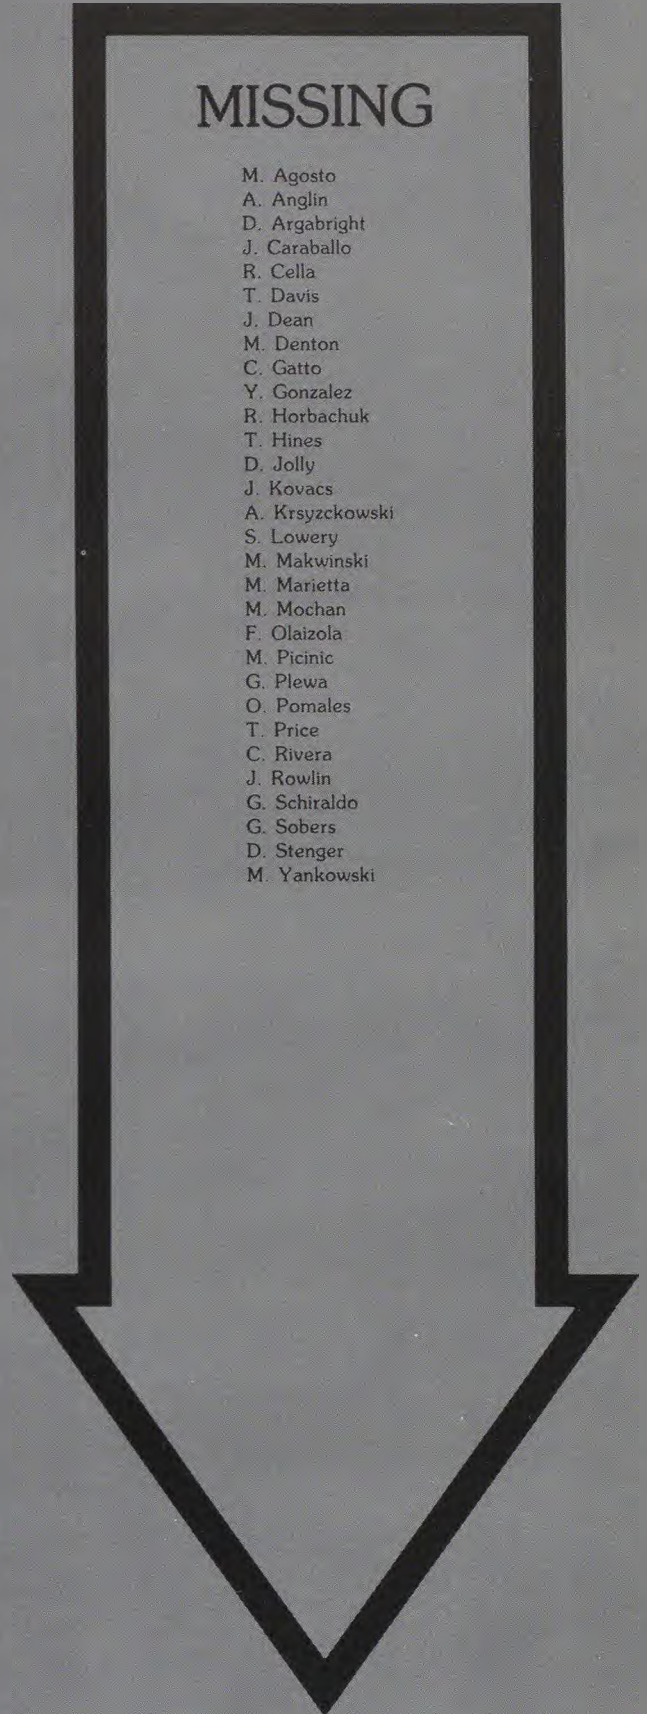 MISSING
M. Agosto
A. Anglin
D. Argabright
J. Caraballo
R. Cella
T. Davis
J. Dean
M. Denton
C. Gatto
Y. Gonzalez
R. Horbachuk
T. Hines
D. Jolly
J. Kovacs
A. Krsyzckowski
S. Lowery
M. Makwinski
M. Marietta
M. Mochan
F. Olaizola
M. Picinic
G. Plewa
O. Pomales
T. Price
C. Rivera
J. Rowlin
G. Schiraldo
G. Sobers
D. Stenger
M. Yankowski